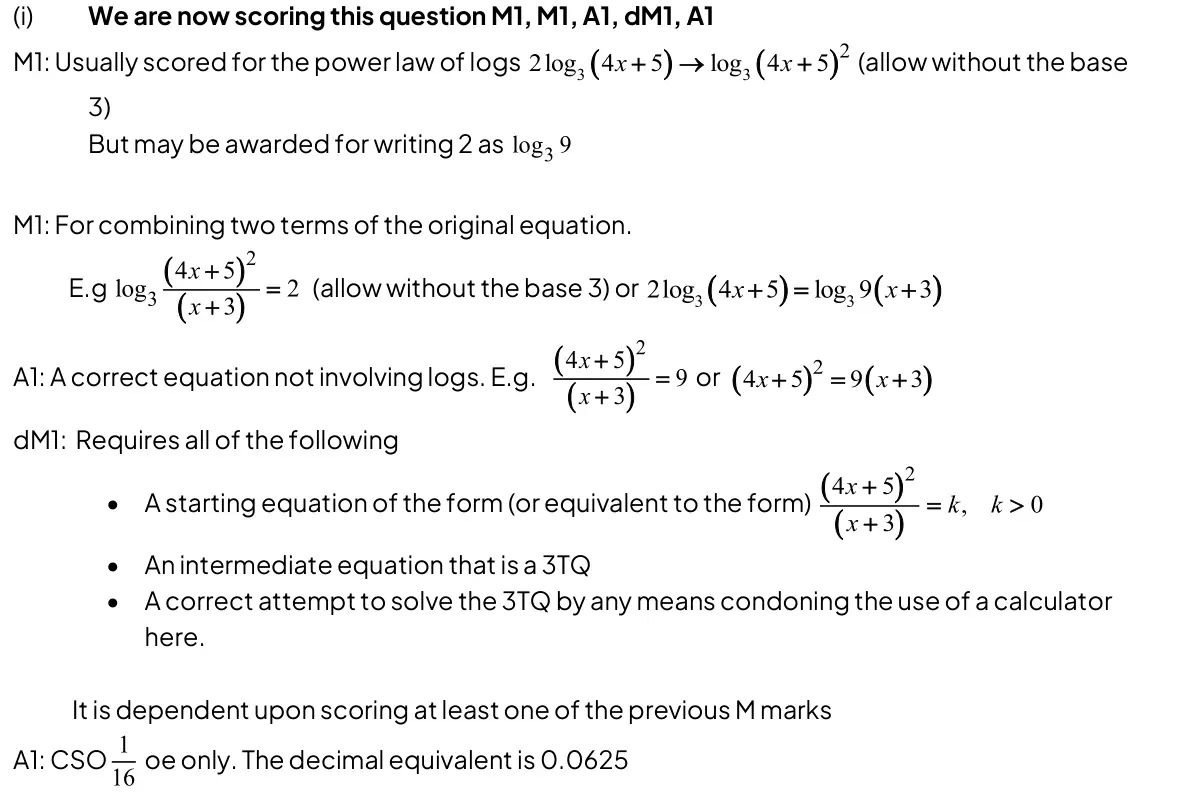 (i) We are now scoring this question M1, M1, A1, dM1, A1
M1: Usually scored for the power law of logs 2log₃(4x+5)→log₃(4x+5)² (allow without the base
3)
But may be awarded for writing 2 as log₃ 9
M1: For combining two terms of the original equation.
E.g log₃ (4x+5)²/(x+3) = 2 (allow without the base 3) or 2log₃(4x+5)=log₃ 9(x+3)
A1: A correct equation not involving logs. E.g. (4x+5)²/(x+3) = 9 or (4x+5)² = 9(x+3)
dM1: Requires all of the following
• A starting equation of the form (or equivalent to the form) (4x+5)²/(x+3) = k, k > 0
• An intermediate equation that is a 3TQ
• A correct attempt to solve the 3TQ by any means condoning the use of a calculator
here.
It is dependent upon scoring at least one of the previous M marks
A1: CSO 1/16 oe only. The decimal equivalent is 0.0625